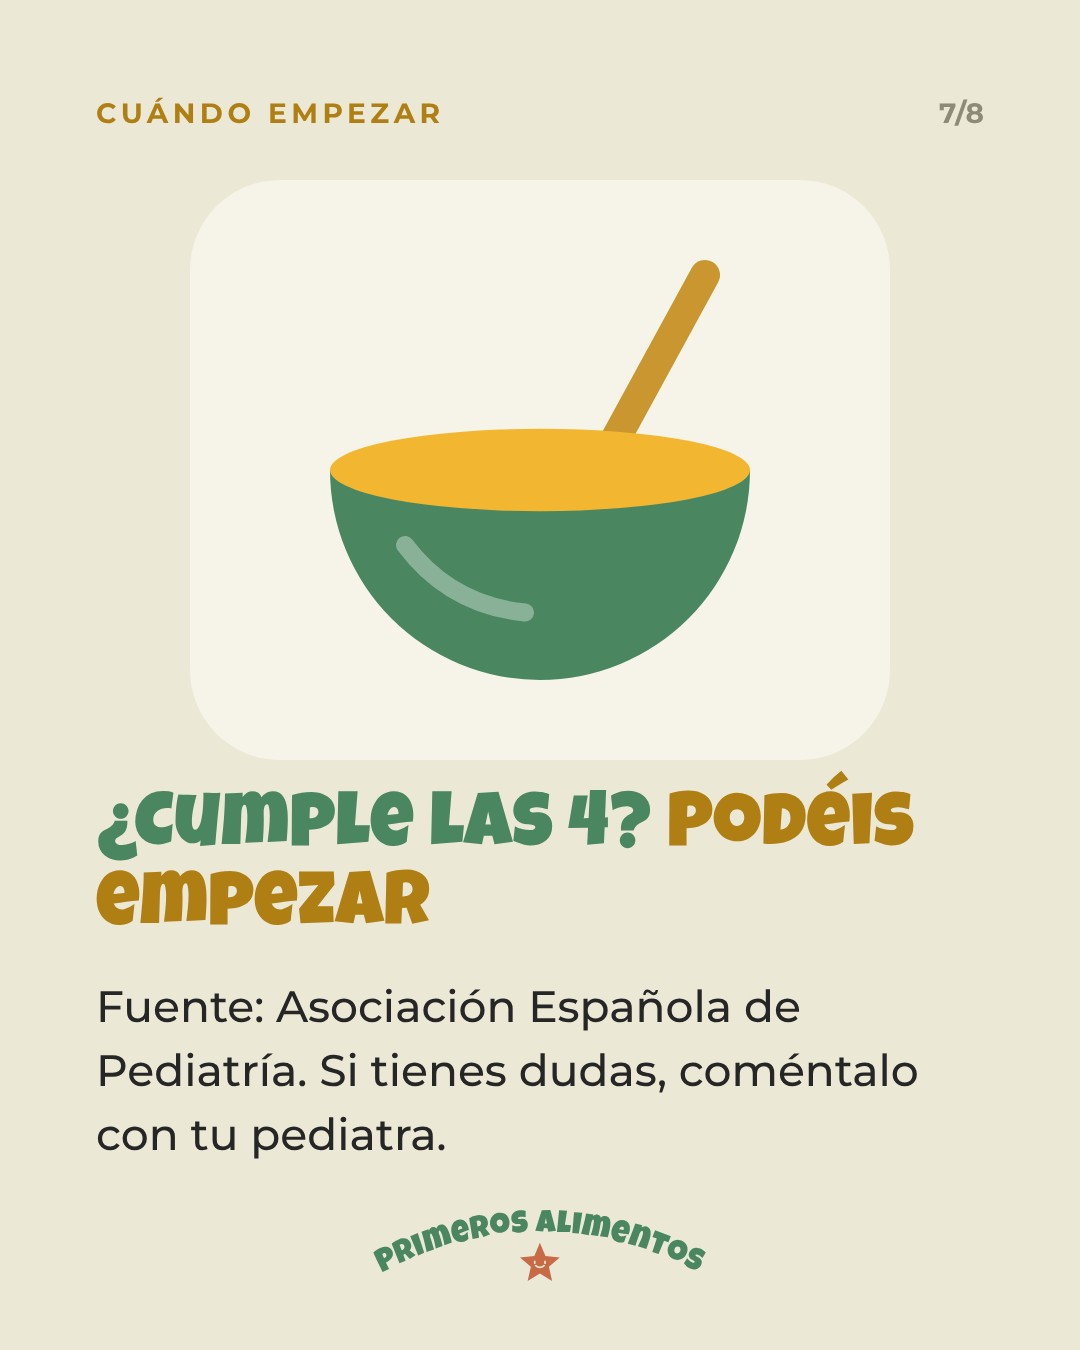 CUÁNDO EMPEZAR
7/8
¿CUMPLE LAS 4? PODÉIS
EMPEZAR
Fuente: Asociación Española de
Pediatría. Si tienes dudas, coméntalo
con tu pediatra.
PRIMEROS ALIMENTOS